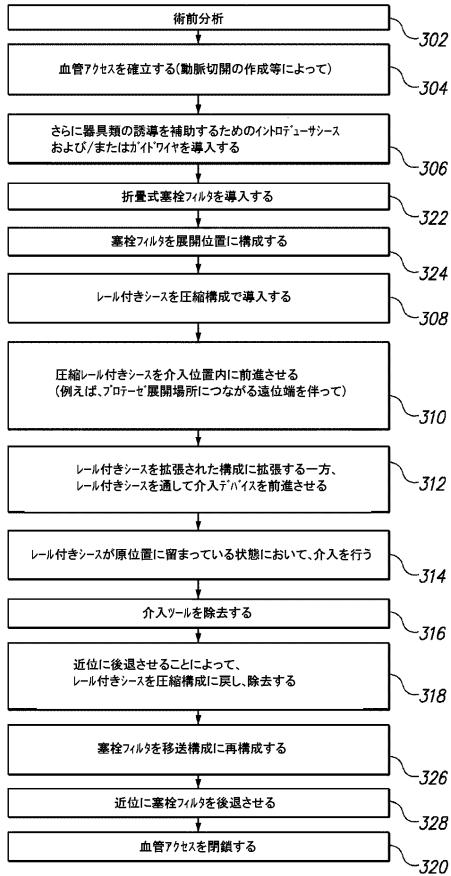 術前分析
302
血管アクセスを確立する(動脈切開の作成等によって)
304
さらに器具類の誘導を補助するためのイントロデューサシース
および/またはガイドワイヤを導入する
306
折畳式塞栓フィルタを導入する
322
塞栓フィルタを展開位置に構成する
324
レール付きシースを圧縮構成で導入する
308
圧縮レール付きシースを介入位置内に前進させる
(例えば、プロテーゼ展開場所につながる遠位端を伴って)
310
レール付きシースを拡張された構成に拡張する一方、
レール付きシースを通して介入デバイスを前進させる
312
レール付きシースが原位置に留まっている状態において、介入を行う
314
介入ツールを除去する
316
近位に後退させることによって、
レール付きシースを圧縮構成に戻し、除去する
318
塞栓フィルタを移送構成に再構成する
326
近位に塞栓フィルタを後退させる
328
血管アクセスを閉鎖する
320